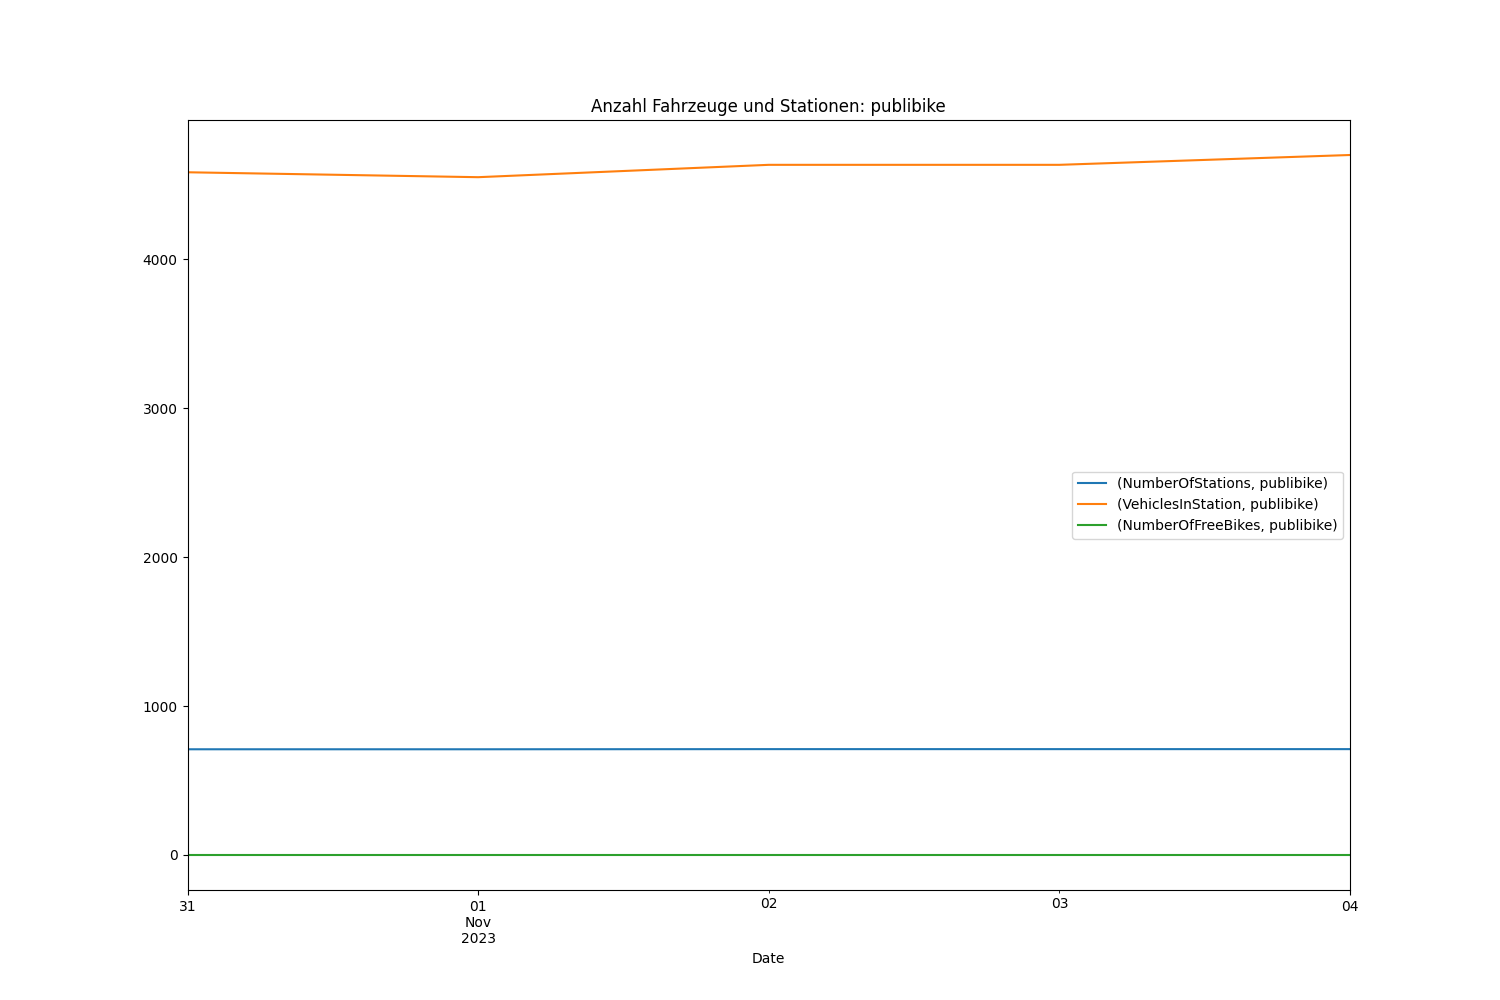 Anzahl Fahrzeuge und Stationen: publibike
4000
3000
2000
1000
0
(NumberOfStations, publibike)
(VehiclesInStation, publibike)
(NumberOfFreeBikes, publibike)
31
01
Nov
2023
02
03
04
Date